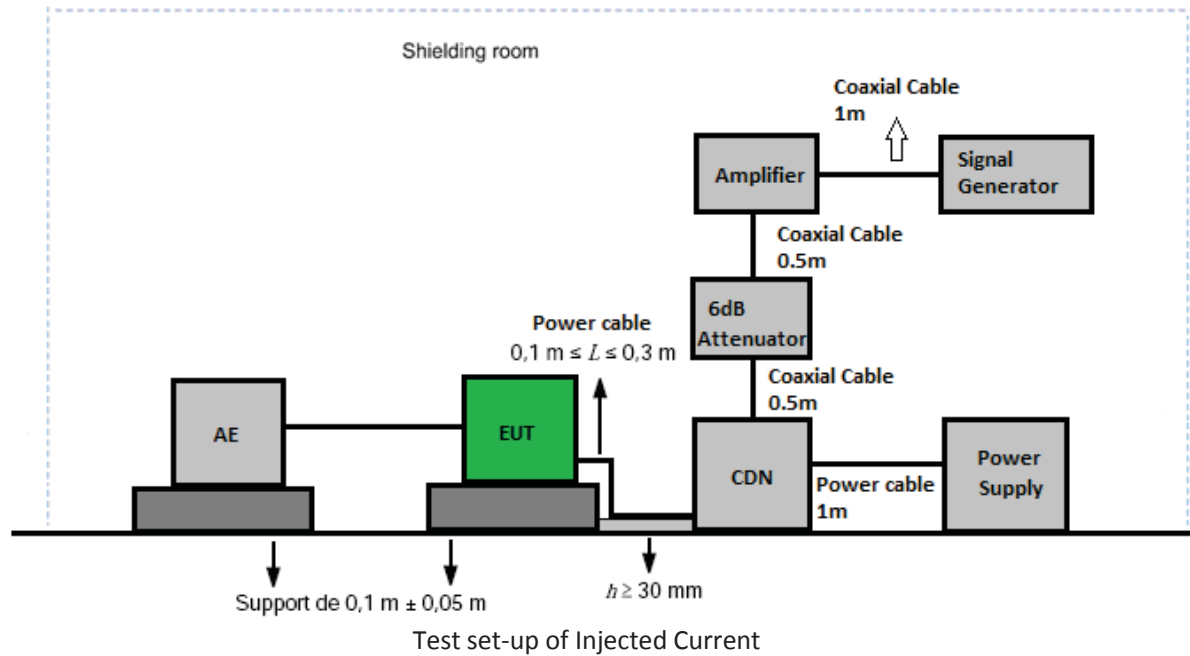 Shielding room
Coaxial Cable
1m
Amplifier
Signal
Generator
Coaxial Cable
0.5m
6dB
Attenuator
Power cable
0,1 m ≤ L ≤ 0,3 m
Coaxial Cable
0.5m
AE
EUT
CDN
Power cable
1m
Power
Supply
Support de 0,1 m ± 0,05 m
h ≥ 30 mm
Test set-up of Injected Current